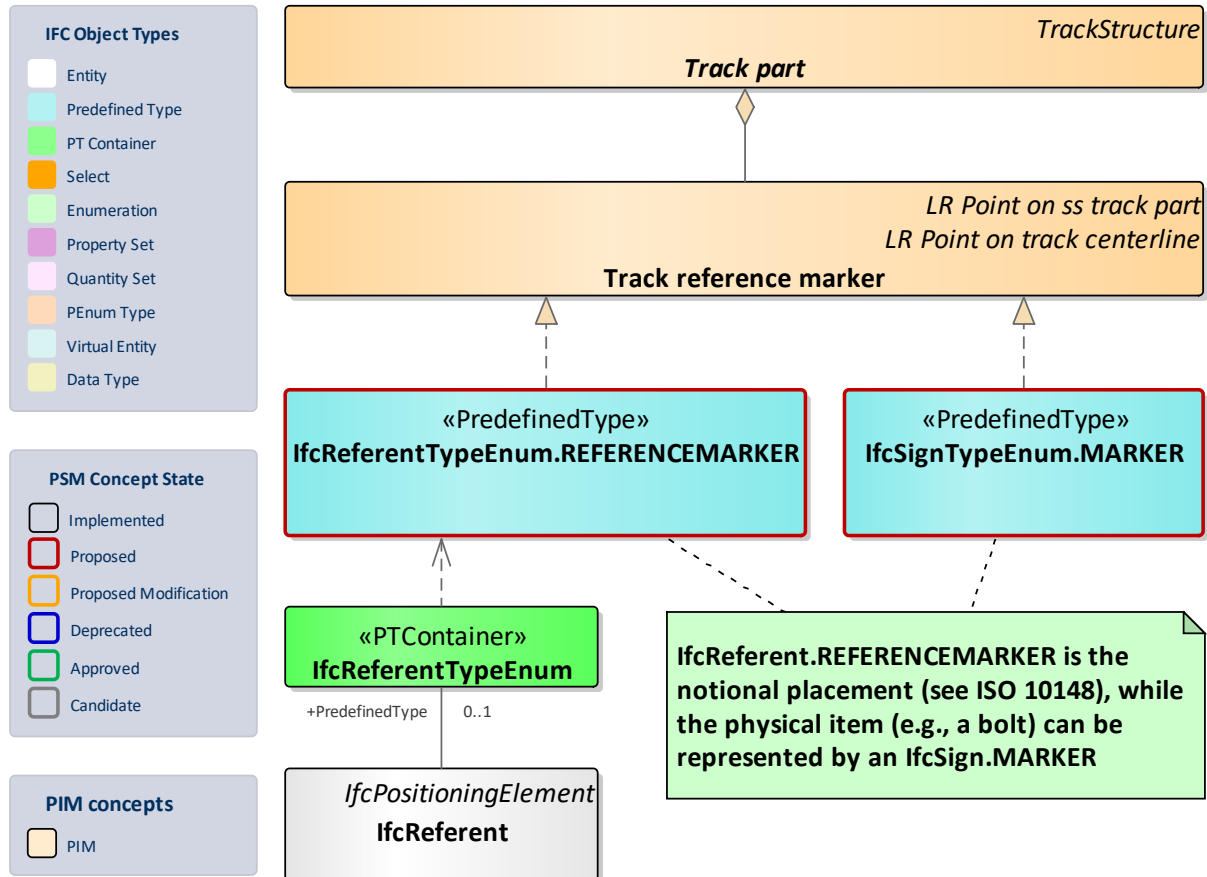 IFC Object Types
Entity
Predefined Type
PT Container
Select
Enumeration
Property Set
Quantity Set
PEnum Type
Virtual Entity
Data Type
PSM Concept State
Implemented
Proposed
Proposed Modification
Deprecated
Approved
Candidate
PIM concepts
PIM
TrackStructure
Track part
LR Point on ss track part
LR Point on track centerline
Track reference marker
«PredefinedType»
IfcReferentTypeEnum.REFERENCEMARKER
«PredefinedType»
IfcSignTypeEnum.MARKER
«PTContainer»
IfcReferentTypeEnum
+PredefinedType 0..1
IfcPositioningElement
IfcReferent
IfcReferent.REFERENCEMARKER is the
notional placement (see ISO 10148), while
the physical item (e.g., a bolt) can be
represented by an IfcSign.MARKER